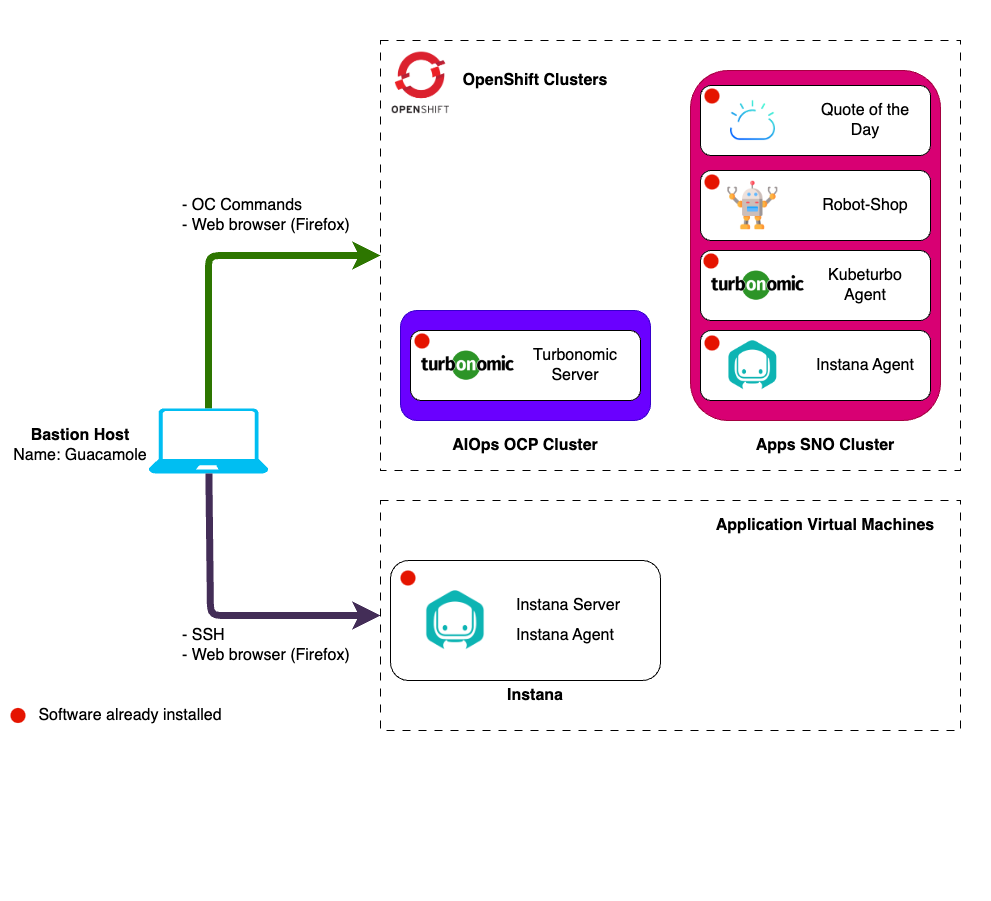 OPENSHIFT
OpenShift Clusters
Quote of the
Day
Robot-Shop
turbonomic
Kubeturbo
Agent
Instana Agent
Apps SNO Cluster
turbonomic
Turbonomic
Server
AIOps OCP Cluster
- OC Commands
- Web browser (Firefox)
Bastion Host
Name: Guacamole
- SSH
- Web browser (Firefox)
Application Virtual Machines
Instana Server
Instana Agent
Instana
Software already installed